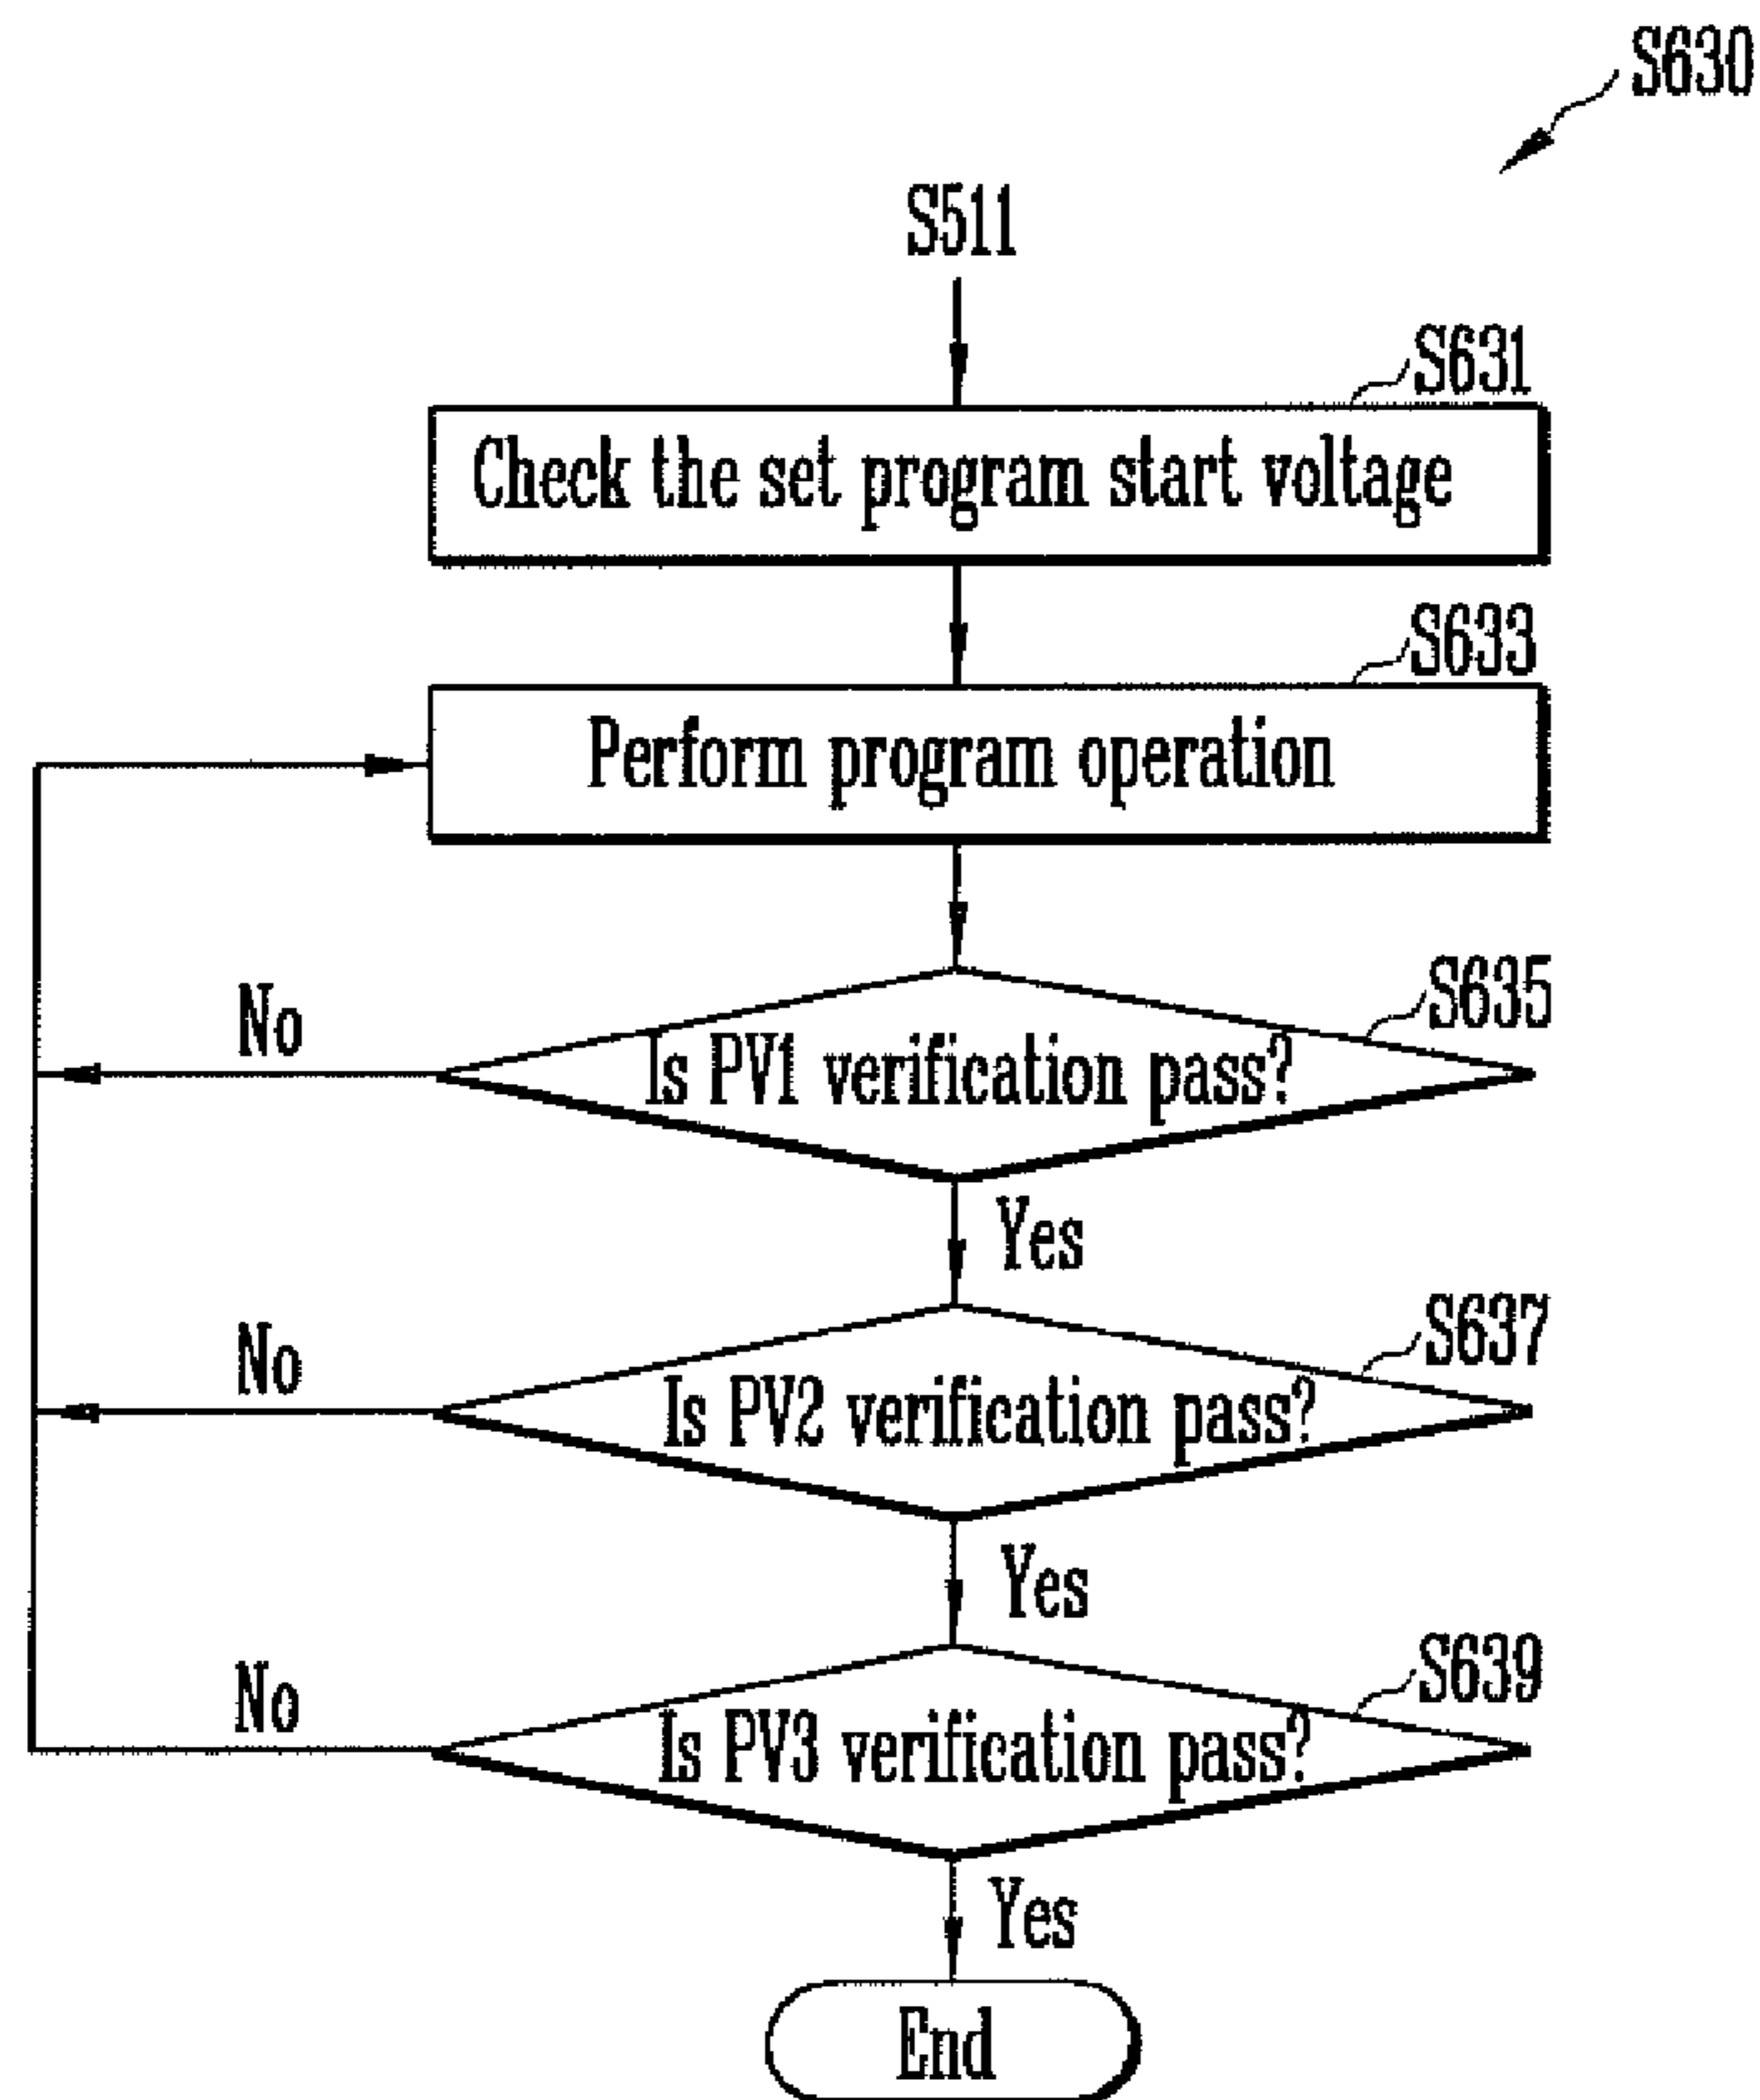 S630
S511
S631
Check the set program start voltage
S633
Perform program operation
S635
No
Is PV1 verification pass?
Yes
S637
No
Is PV2 verification pass?
Yes
S639
No
Is PV3 verification pass?
Yes
End